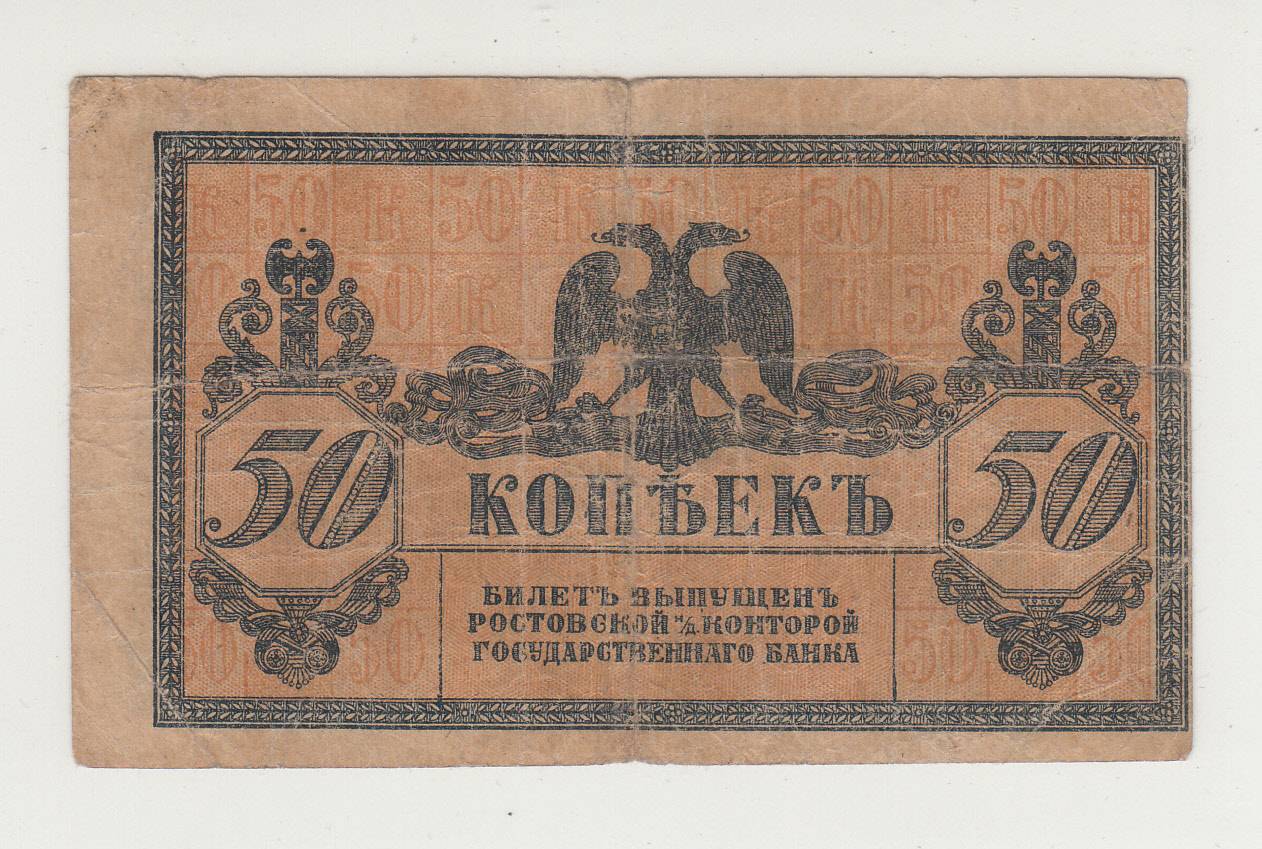 50 КОПѢЕКЪ 50
БИЛЕТЪ ВЫПУЩЕНЪ
РОСТОВСКОЙ Н/Д. КОНТОРОЙ
ГОСУДАРСТВЕННАГО БАНКА